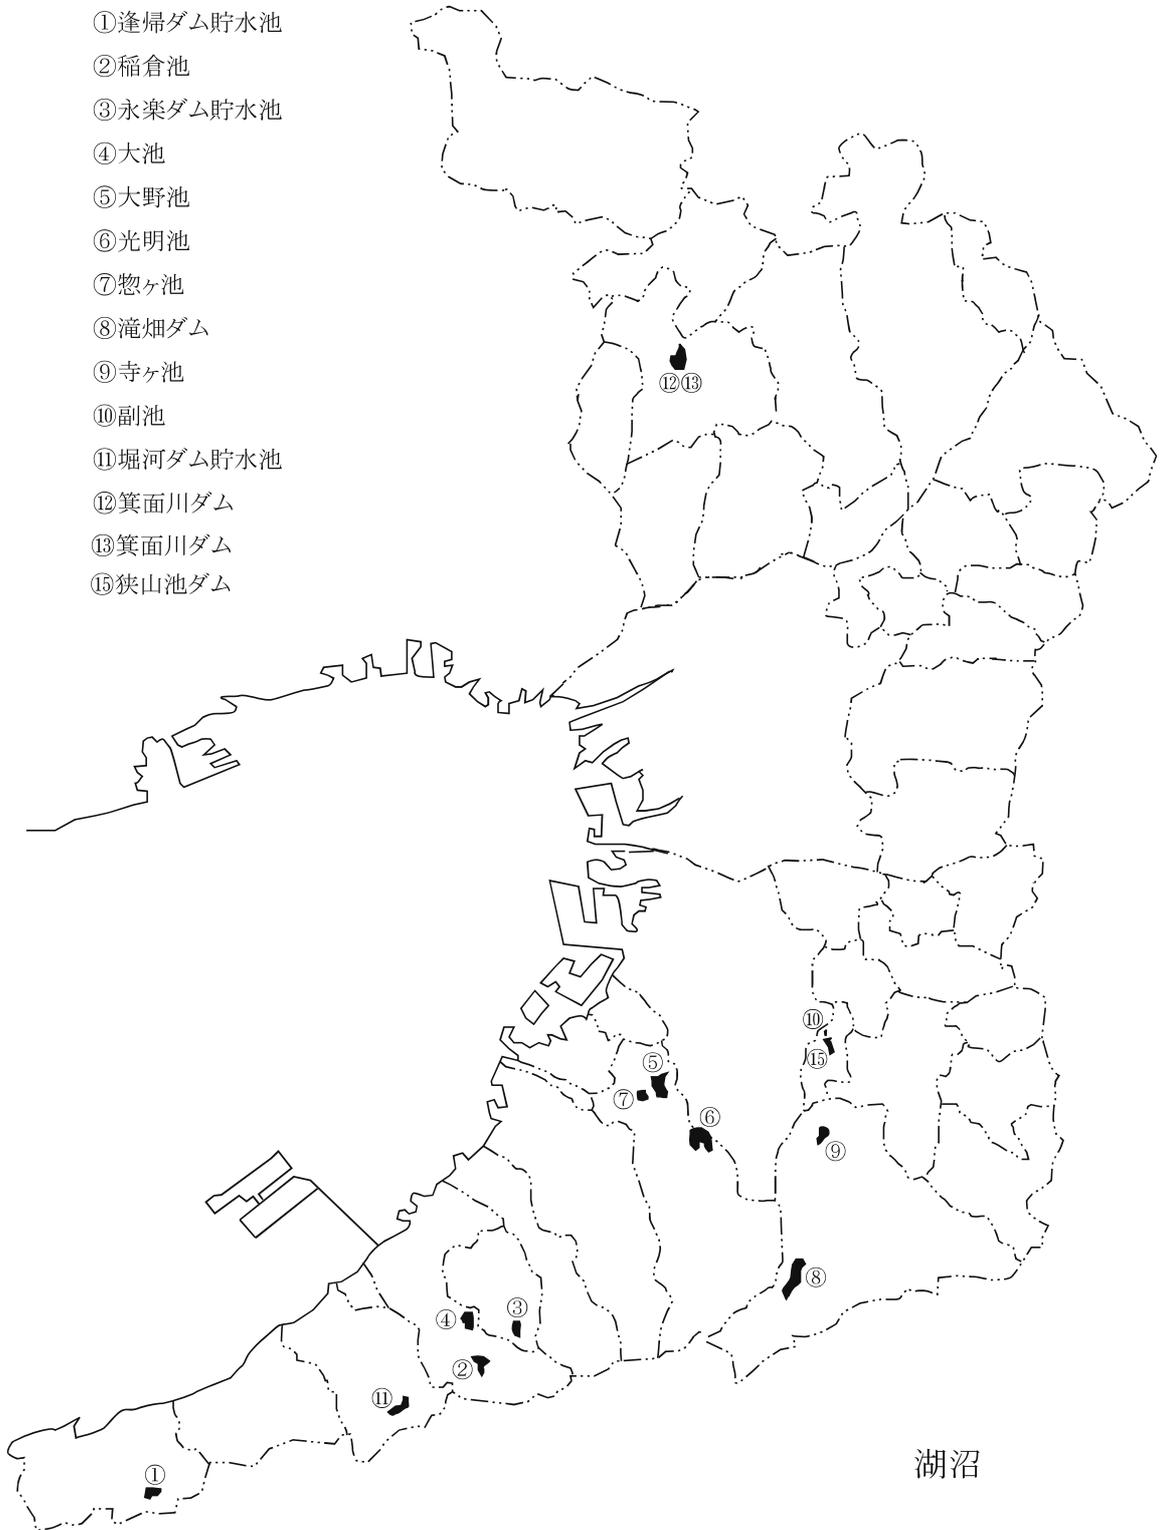 ①逢帰ダム貯水池
②稲倉池
③永楽ダム貯水池
④大池
⑤大野池
⑥光明池
⑦惣ヶ池
⑧滝畑ダム
⑨寺ヶ池
⑩副池
⑪堀河ダム貯水池
⑫箕面川ダム
⑬箕面川ダム
⑮狭山池ダム
⑫⑬
⑩
⑮
⑤
⑦
⑥
⑨
⑧
③
④
②
⑪
①
湖沼